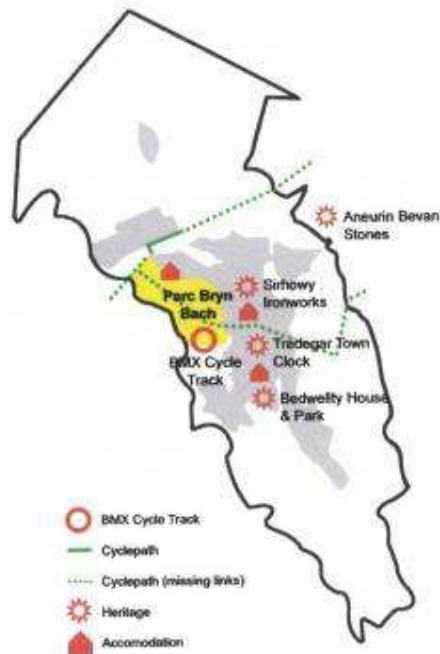 Aneurin Bevan
Stones
Parc Bryn
Bach
Sirhowy
Ironworks
BMX Cycle
Track
Tredegar Town
Clock
Bedwellty House
& Park
BMX Cycle Track
Cyclepath
Cyclepath (missing links)
Heritage
Accomodation